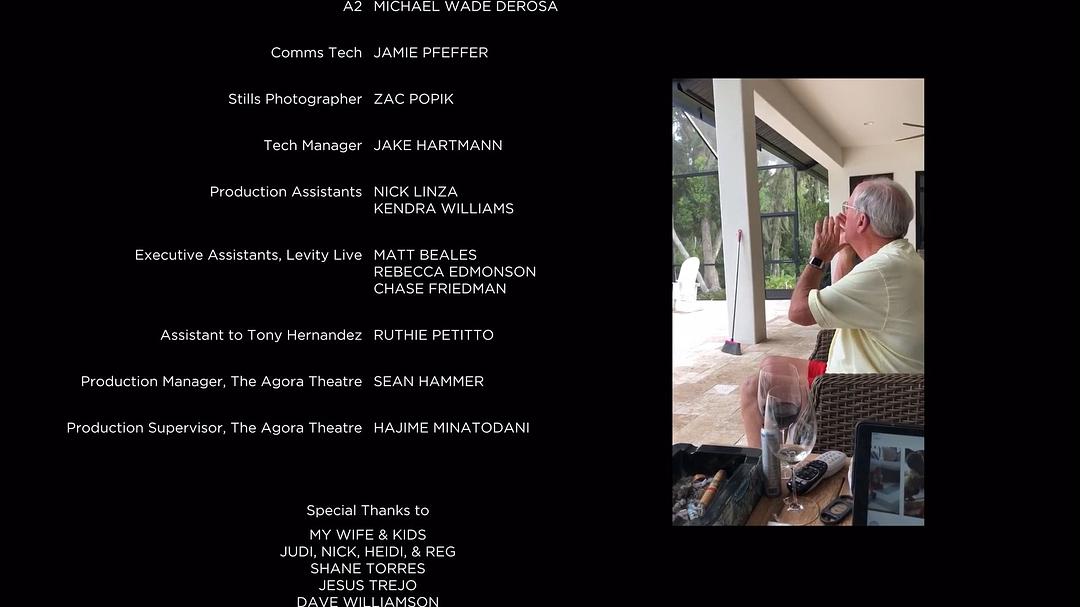 A2 MICHAEL WADE DEROSA
Comms Tech JAMIE PFEFFER
Stills Photographer ZAC POPIK
Tech Manager JAKE HARTMANN
Production Assistants NICK LINZA
KENDRA WILLIAMS
Executive Assistants, Levity Live MATT BEALES
REBECCA EDMONSON
CHASE FRIEDMAN
Assistant to Tony Hernandez RUTHIE PETITTO
Production Manager, The Agora Theatre SEAN HAMMER
Production Supervisor, The Agora Theatre HAJIME MINATODANI
Special Thanks to
MY WIFE & KIDS
JUDI, NICK, HEIDI, & REG
SHANE TORRES
JESUS TREJO
DAVE WILLIAMSON